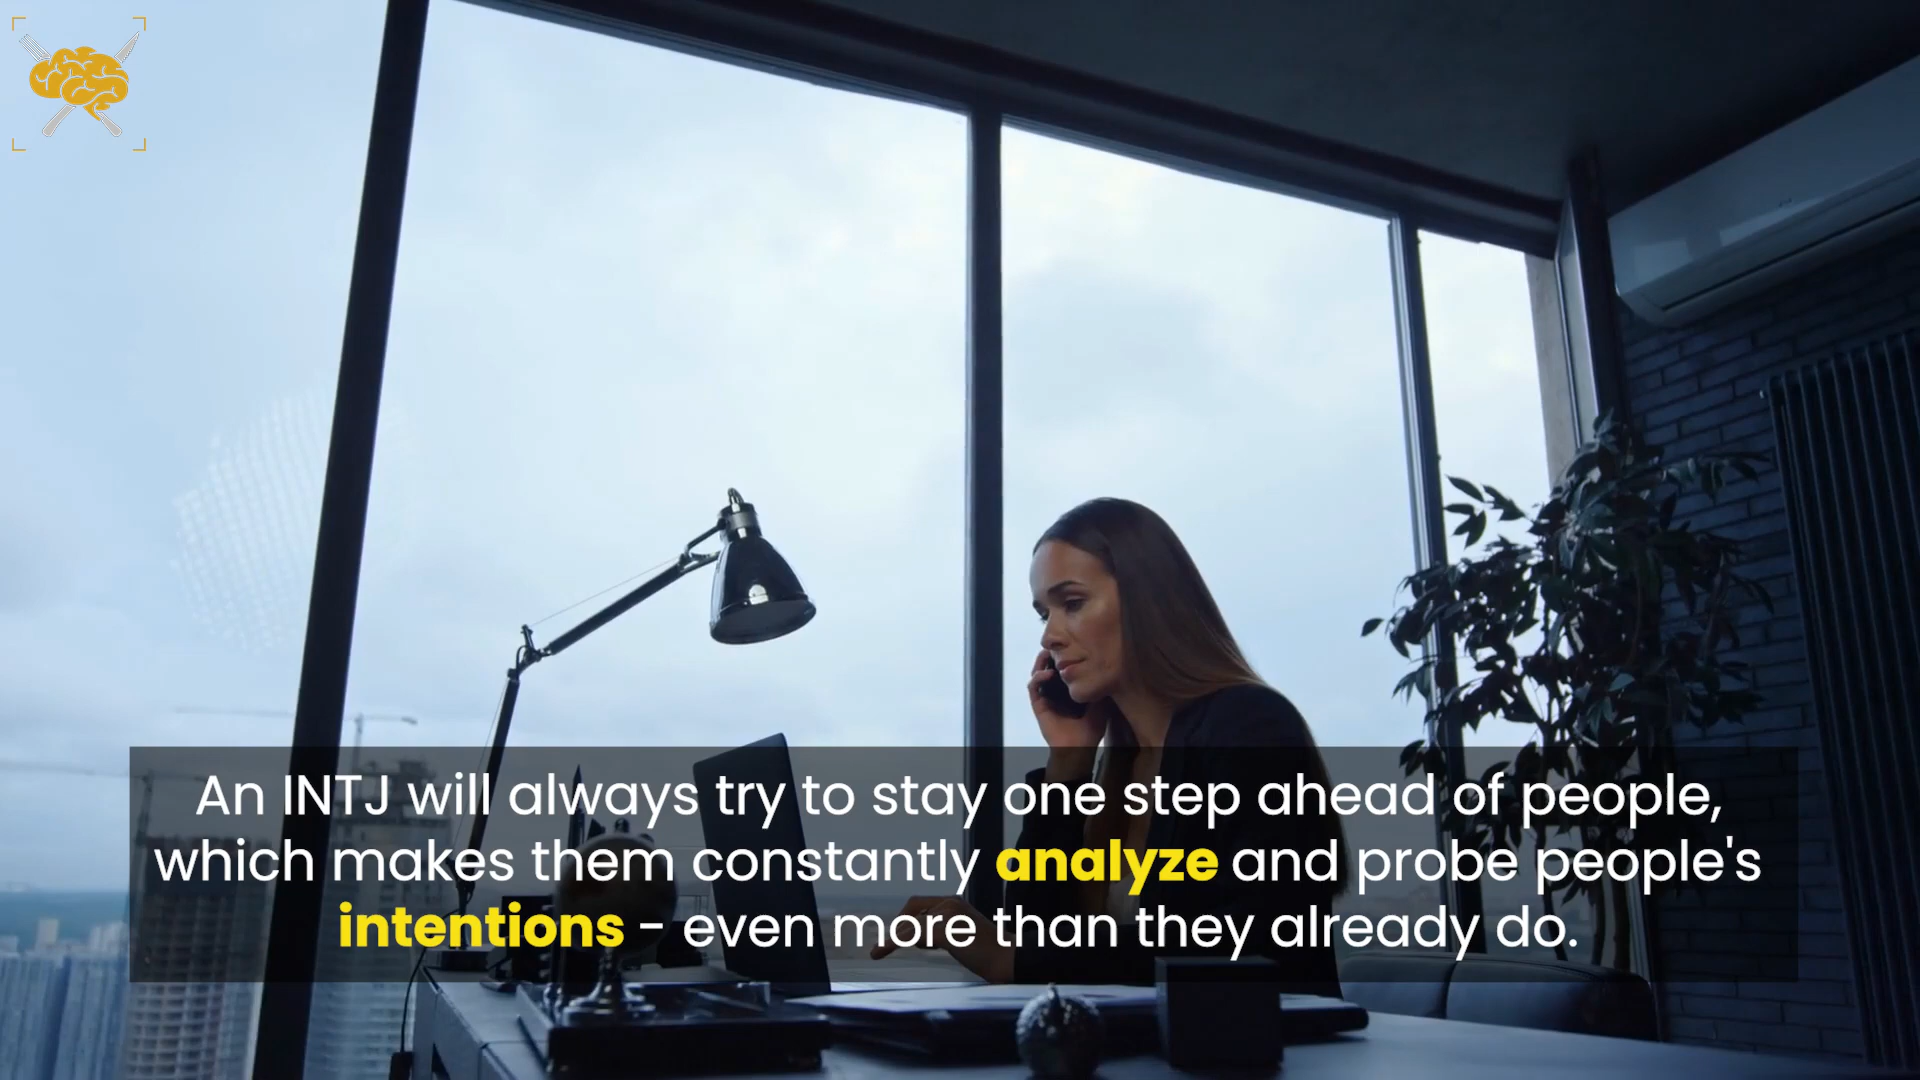 An INTJ will always try to stay one step ahead of people,
which makes them constantly analyze and probe people's
intentions - even more than they already do.